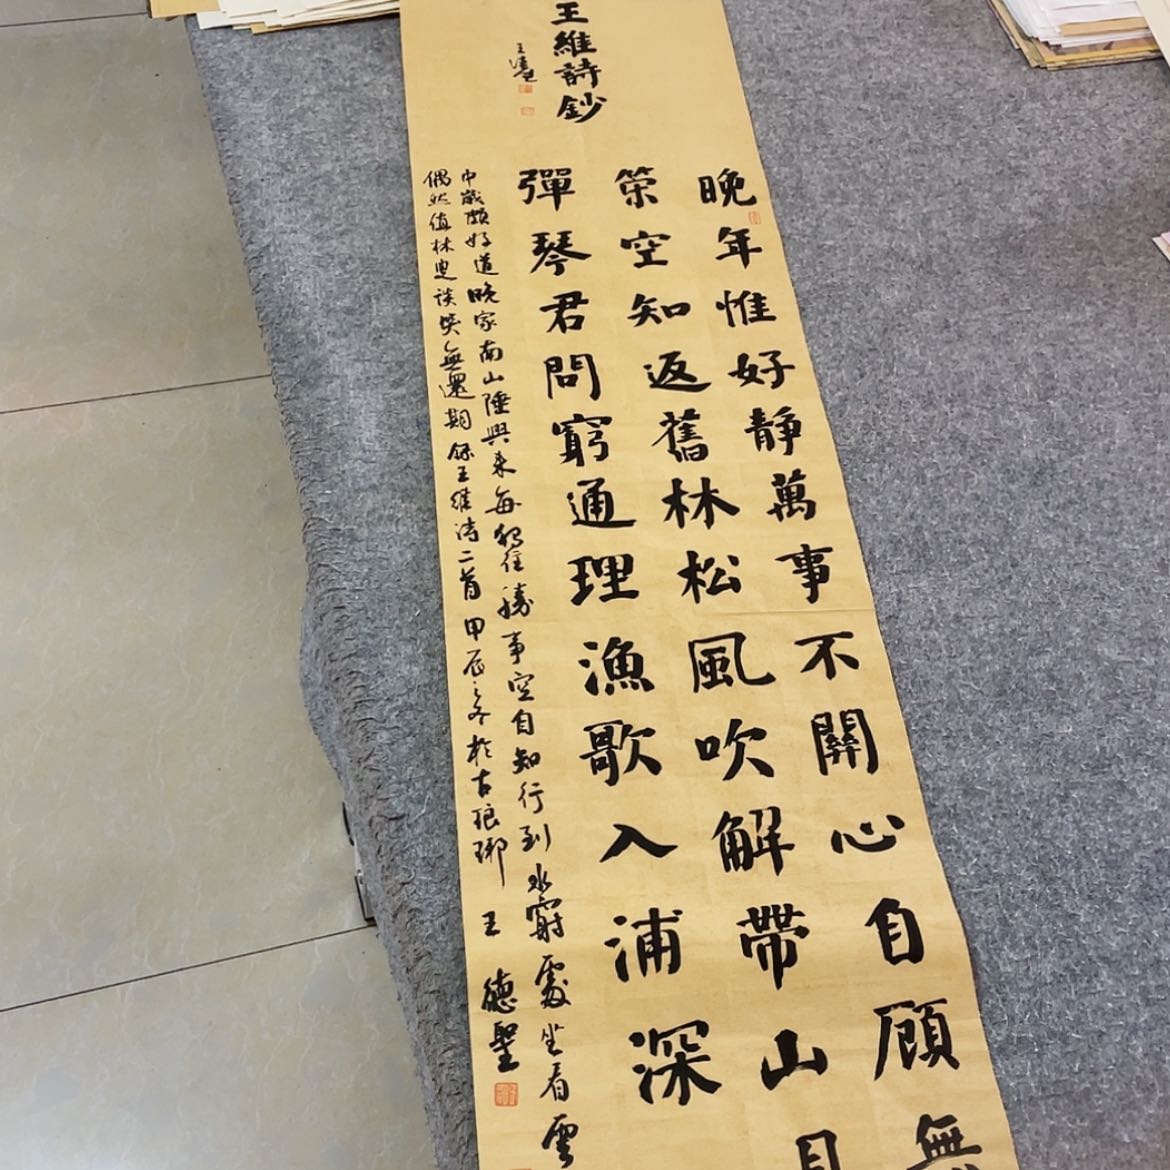 王維詩鈔
王德聖
晚年惟好靜萬事不關心自顧無
策空知返舊林松風吹解帶山月
彈琴君問窮通理漁歌入浦深
中歲頗好道晚家南山陲興來每獨往勝事空自知行到水窮處坐看雲
偶然值林叟談笑無還期錄王維詩二首甲辰之冬於古琅琊王德聖